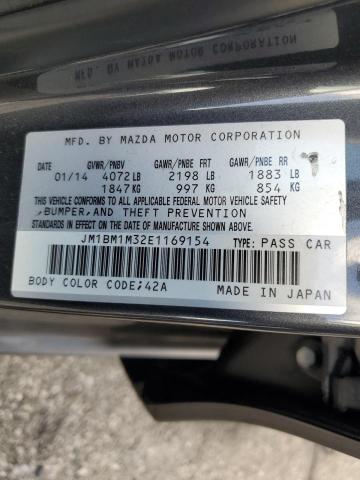 MFD. BY MAZDA MOTOR CORPORATION
DATE GVWR/PNBV GAWR/PNBE FRT GAWR/PNBE RR
01/14 4072LB 2198 LB 1883 LB
1847KG 997 KG 854 KG
THIS VEHICLE CONFORMS TO ALL APPLICABLE FEDERAL MOTOR VEHICLE SAFETY
BUMPER, AND THEFT PREVENTION
STANDARDS IN EFFECT ON THE DATE OF MANUFACTURE SHOWN ABOVE.
JM1BM1M32E1169154 TYPE: PASS CAR
BODY COLOR CODE;42A MADE IN JAPAN